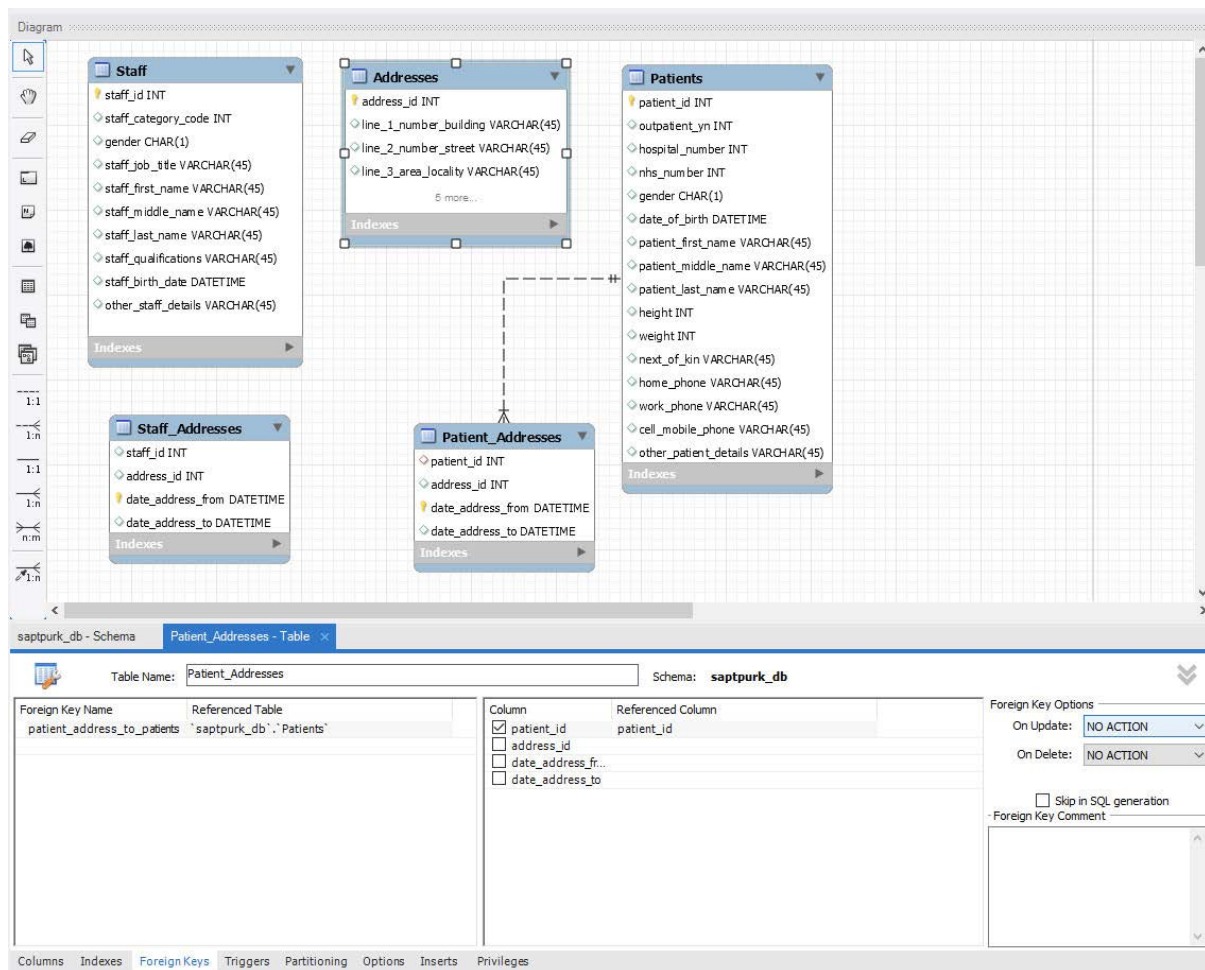 Diagram
Staff
staff_id INT
staff_category_code INT
gender CHAR(1)
staff_job_title VARCHAR(45)
staff_first_name VARCHAR(45)
staff_middle_name VARCHAR(45)
staff_last_name VARCHAR(45)
staff_qualifications VARCHAR(45)
staff_birth_date DATETIME
other_staff_details VARCHAR(45)
Indexes
Addresses
address_id INT
line_1_number_building VARCHAR(45)
line_2_number_street VARCHAR(45)
line_3_area_locality VARCHAR(45)
5 more...
Indexes
Patients
patient_id INT
outpatient_yn INT
hospital_number INT
nhs_number INT
gender CHAR(1)
date_of_birth DATETIME
patient_first_name VARCHAR(45)
patient_middle_name VARCHAR(45)
patient_last_name VARCHAR(45)
height INT
weight INT
next_of_kin VARCHAR(45)
home_phone VARCHAR(45)
work_phone VARCHAR(45)
cell_mobile_phone VARCHAR(45)
other_patient_details VARCHAR(45)
Indexes
Staff_Addresses
staff_id INT
address_id INT
date_address_from DATETIME
date_address_to DATETIME
Indexes
Patient_Addresses
patient_id INT
address_id INT
date_address_from DATETIME
date_address_to DATETIME
Indexes
1:1
1:n
1:1
1:n
n:m
1:n
saptpurk_db - Schema
Patient_Addresses - Table
Table Name: Patient_Addresses
Schema: saptpurk_db
Foreign Key Name Referenced Table
patient_address_to_patients `saptpurk_db`.`Patients`
Column Referenced Column
patient_id patient_id
address_id
date_address_fr...
date_address_to
Foreign Key Options
On Update: NO ACTION
On Delete: NO ACTION
Skip in SQL generation
Foreign Key Comment
Columns Indexes Foreign Keys Triggers Partitioning Options Inserts Privileges